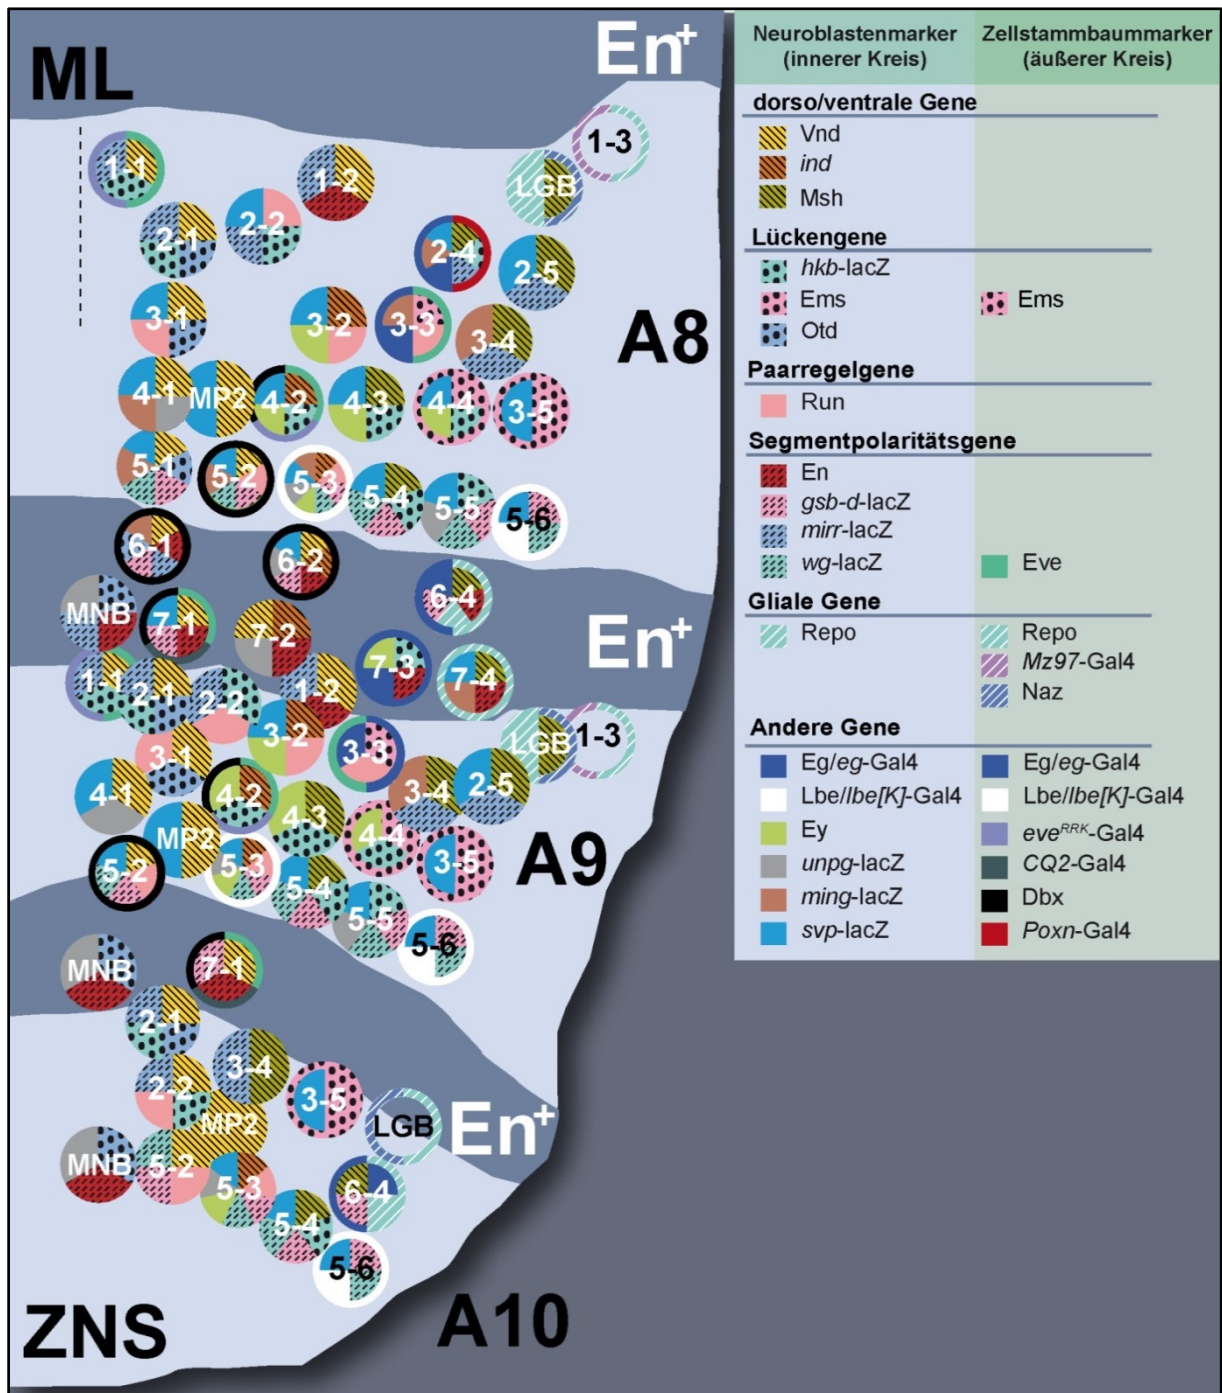 ML
En+
1-1
1-2
LGB
1-3
2-1
2-2
2-4
2-5
A8
3-1
3-2
3-3
3-4
4-1
MP2
4-2
4-3
4-4
3-5
5-1
5-2
5-3
5-4
5-5
5-6
6-1
6-2
6-4
En+
MNB
7-1
7-2
7-3
7-4
1-1
2-1
2-2
1-2
3-1
3-2
3-3
LGB
1-3
4-1
4-2
4-3
3-4
2-5
MP2
4-4
3-5
A9
5-2
5-3
5-4
5-5
5-6
MNB
7-1
2-1
2-2
3-4
3-5
MP2
LGB
En+
MNB
5-2
5-3
6-4
5-4
5-6
ZNS
A10
Neuroblastenmarker
(innerer Kreis)
Zellstammbaummarker
(äußerer Kreis)
dorso/ventrale Gene
Vnd
ind
Msh
Lückengene
hkb-lacZ
Ems
Ems
Otd
Paarregelgene
Run
Segmentpolaritätsgene
En
gsb-d-lacZ
mirr-lacZ
wg-lacZ
Eve
Gliale Gene
Repo
Repo
Mz97-Gal4
Naz
Andere Gene
Eg/eg-Gal4
Eg/eg-Gal4
Lbe/lbe[K]-Gal4
Lbe/lbe[K]-Gal4
Ey
eveRRK-Gal4
unpg-lacZ
CQ2-Gal4
ming-lacZ
Dbx
svp-lacZ
Poxn-Gal4